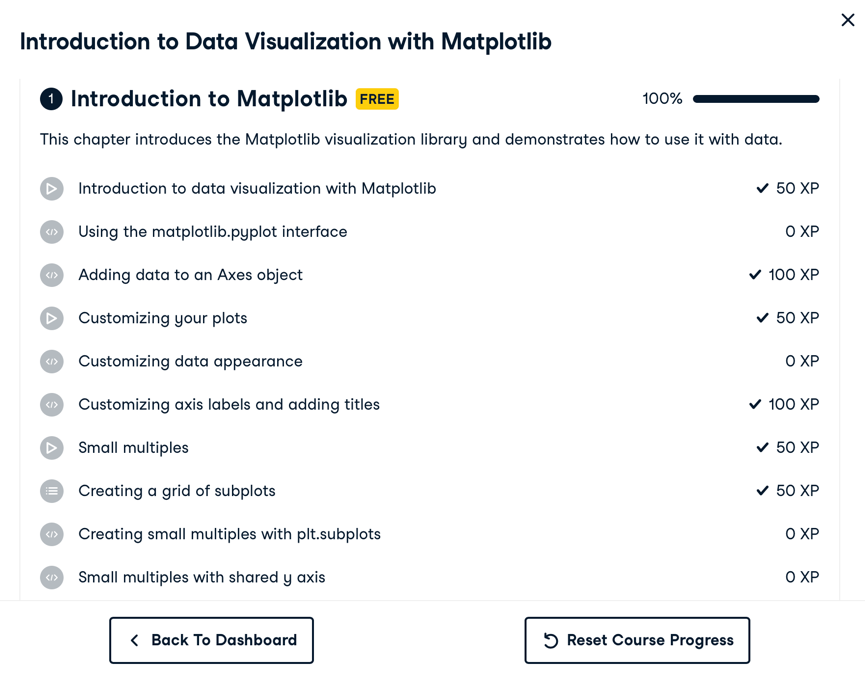 Introduction to Data Visualization with Matplotlib
1 Introduction to Matplotlib FREE 100%
This chapter introduces the Matplotlib visualization library and demonstrates how to use it with data.
Introduction to data visualization with Matplotlib 50 XP
Using the matplotlib.pyplot interface 0 XP
Adding data to an Axes object 100 XP
Customizing your plots 50 XP
Customizing data appearance 0 XP
Customizing axis labels and adding titles 100 XP
Small multiples 50 XP
Creating a grid of subplots 50 XP
Creating small multiples with plt.subplots 0 XP
Small multiples with shared y axis 0 XP
Back To Dashboard Reset Course Progress